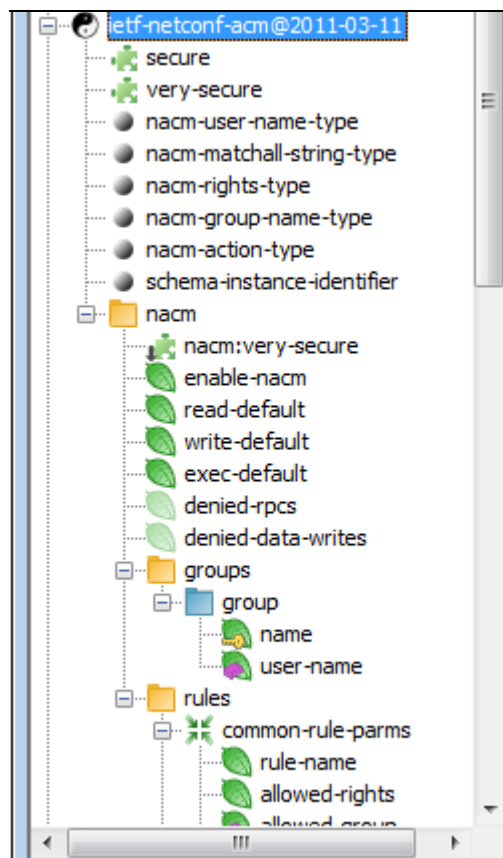 ietf-netconf-acm@2011-03-11
secure
very-secure
nacm-user-name-type
nacm-matchall-string-type
nacm-rights-type
nacm-group-name-type
nacm-action-type
schema-instance-identifier
nacm
nacm:very-secure
enable-nacm
read-default
write-default
exec-default
denied-rpcs
denied-data-writes
groups
group
name
user-name
rules
common-rule-parms
rule-name
allowed-rights
allowed-group